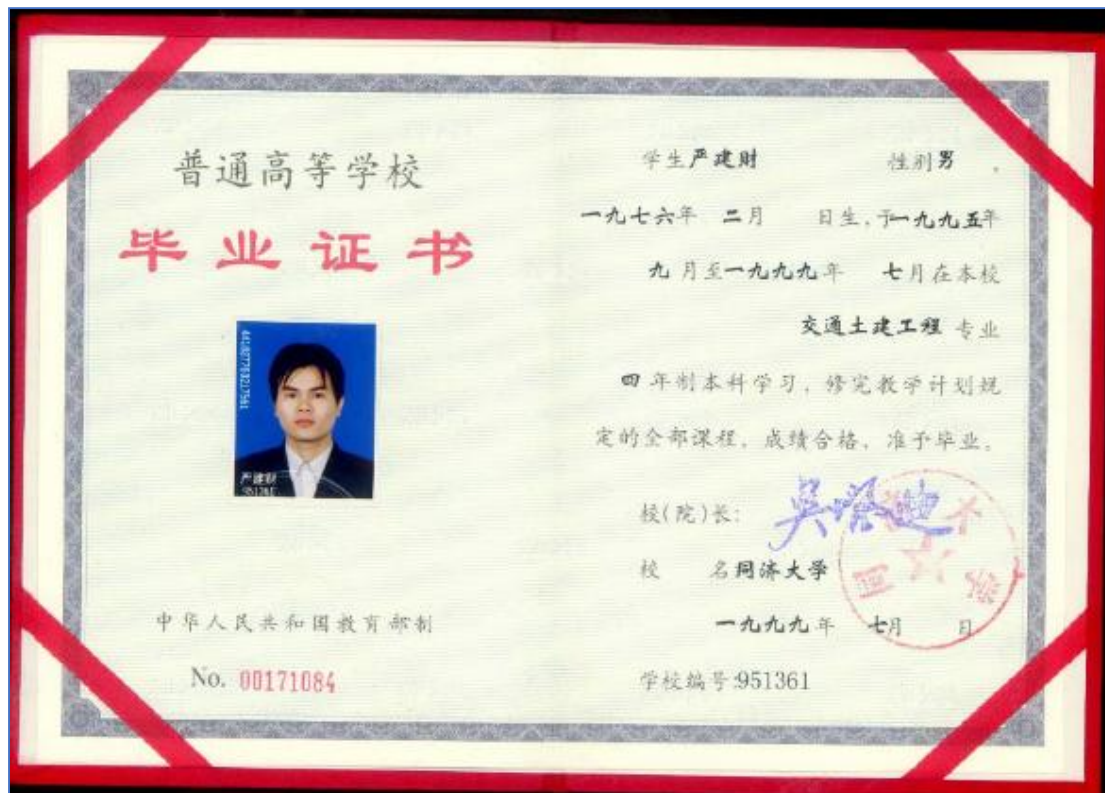 普通高等学校
毕业证书
严建财
中华人民共和国教育部制
No. 00171084
学生严建财 性别男 ,
一九七六年 二月 日生,于一九九五年
九月至一九九九年 七月在本校
交通土建工程 专业
四年制本科学习,修完教学计划规
定的全部课程,成绩合格,准予毕业。
校(院)长: 吴启迪
校 名同济大学
一九九九年 七月 日
学校编号:951361